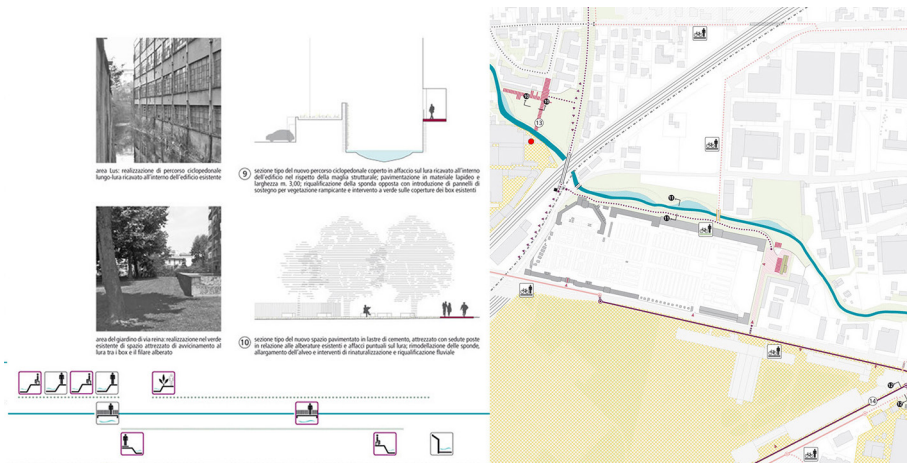 area Lus: realizzazione di percorso ciclopedonale
lungo-lura ricavato all'interno dell'edificio esistente
9
sezione tipo del nuovo percorso ciclopedonale coperto in affaccio sul lura ricavato all'interno
dell'edificio nel rispetto della maglia strutturale; pavimentazione in materiale lapideo e
larghezza m. 3,00; riqualificazione della sonda opposta con introduzione di pannelli di
sostegno per vegetazione rampicante e intervento a verde sulle coperture dei box esistenti
area del giardino di via reina: realizzazione nel verde
esistente di spazio attrezzato di avvicinamento al
lura tra i box e il filare alberato
10
sezione tipo del nuovo spazio pavimentato in lastre di cemento, attrezzato con sedute poste
in relazione alle alberature esistenti e affacci puntuali sul lura; rimodellazione delle sponde,
allargamento dell'alveo e interventi di rinaturalizzazione e riqualificazione fluviale
13
14